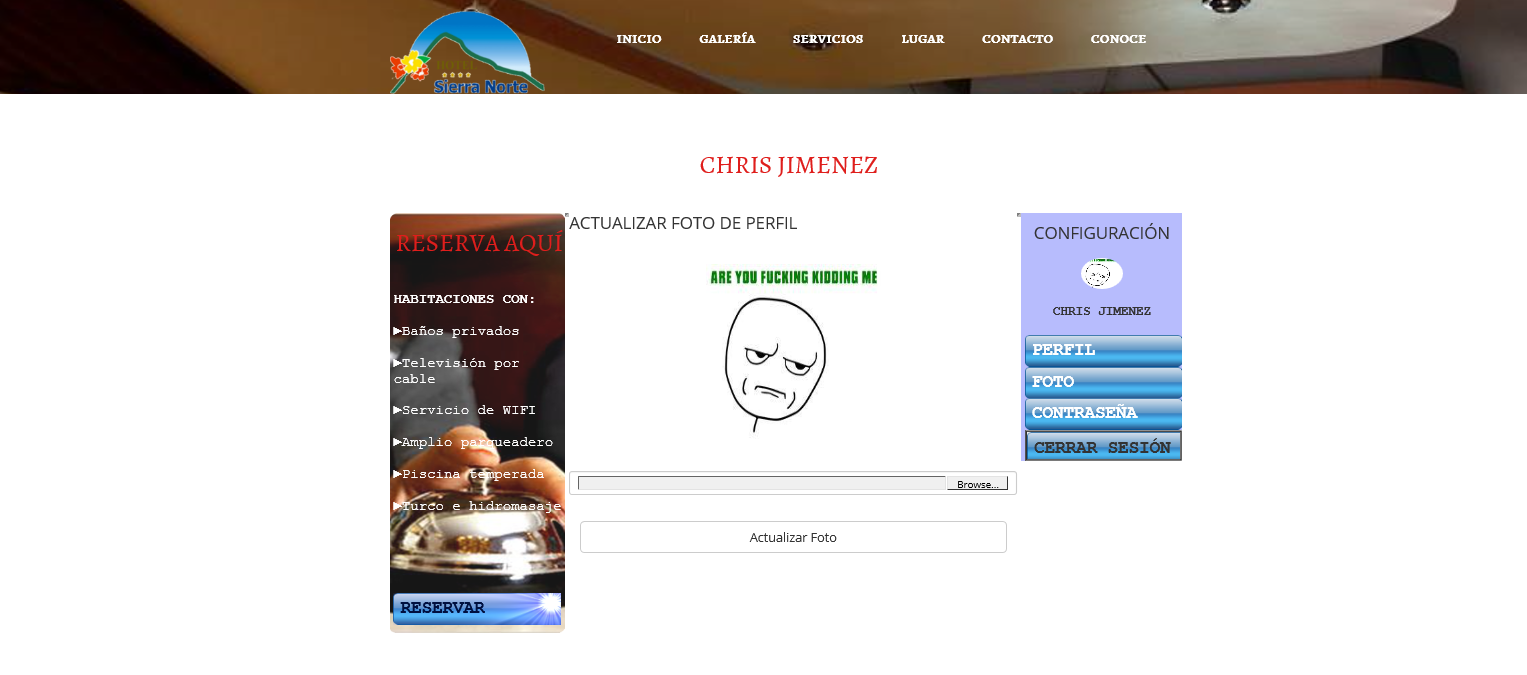 INICIO GALERÍA SERVICIOS LUGAR CONTACTO CONOCE
HOSTAL
Sierra Norte
CHRIS JIMENEZ
RESERVA AQUÍ
HABITACIONES CON:
►Baños privados
►Televisión por
cable
►Servicio de WIFI
►Amplio parqueadero
►Piscina temperada
►Turco e hidromasaje
RESERVAR
ACTUALIZAR FOTO DE PERFIL
ARE YOU FUCKING KIDDING ME
Browse...
Actualizar Foto
CONFIGURACIÓN
CHRIS JIMENEZ
PERFIL
FOTO
CONTRASEÑA
CERRAR SESIÓN